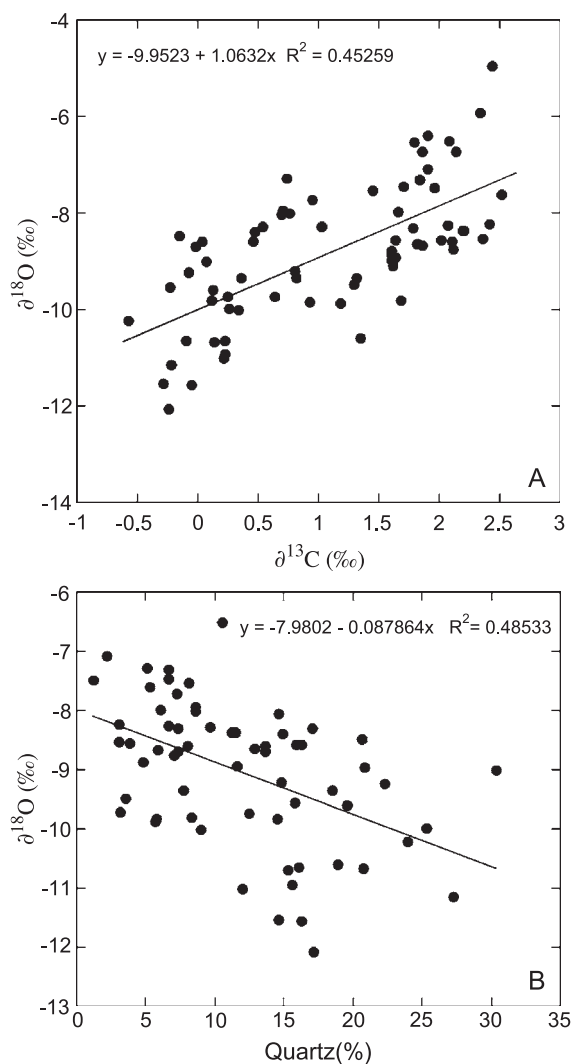 -4
y = -9.9523 + 1.0632x R² = 0.45259
-6
-8
∂¹⁸O (‰)
-10
-12
-14
A
-1 -0.5 0 0.5 1 1.5 2 2.5 3
∂¹³C (‰)
-6
y = -7.9802 - 0.087864x R² = 0.48533
-7
-8
-9
∂¹⁸O (‰)
-10
-11
-12
-13
B
0 5 10 15 20 25 30 35
Quartz(%)